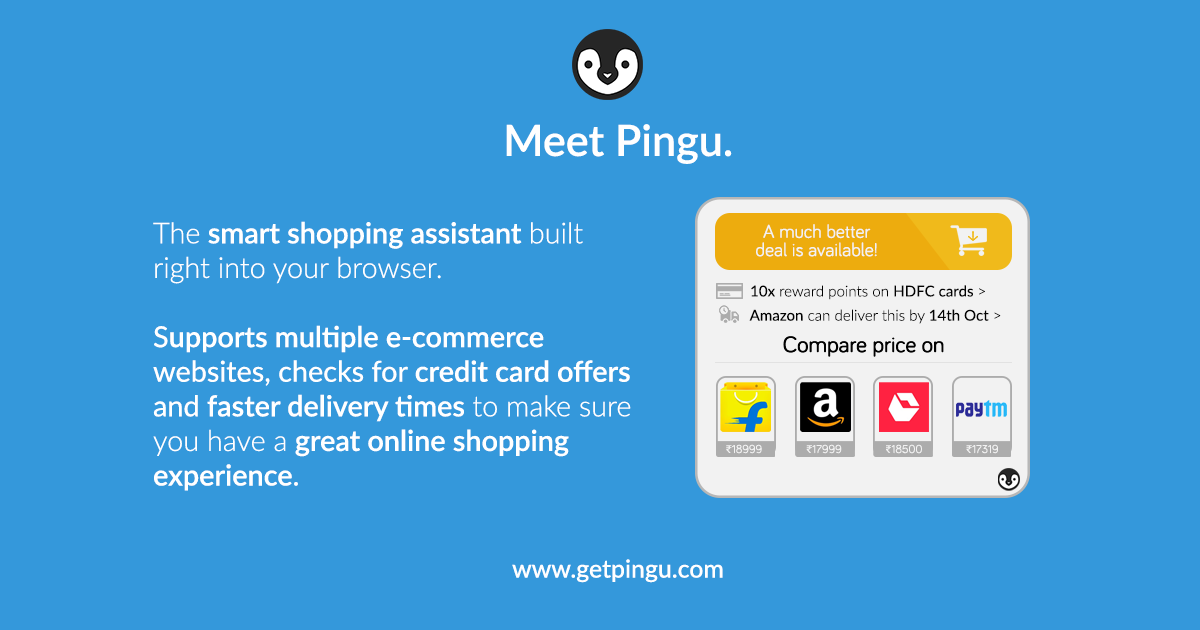 Meet Pingu.
The smart shopping assistant built
right into your browser.
Supports multiple e-commerce
websites, checks for credit card offers
and faster delivery times to make sure
you have a great online shopping
experience.
A much better
deal is available!
10x reward points on HDFC cards >
Amazon can deliver this by 14th Oct >
Compare price on
f
a
paytm
₹18999
₹17999
₹18500
₹17319
www.getpingu.com